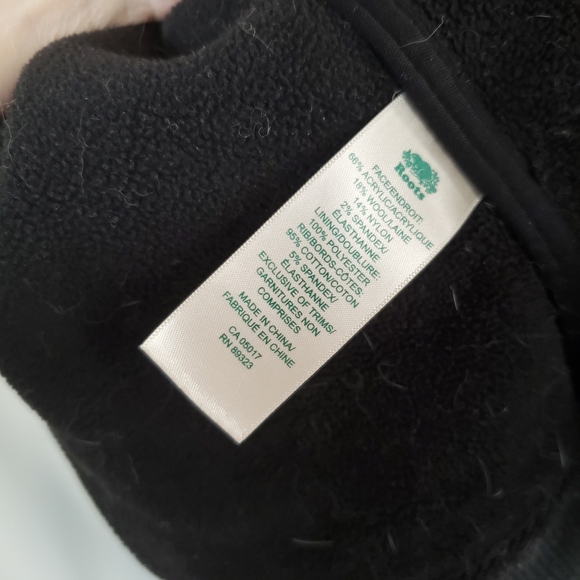 Roots
FACE/ENDROIT:
66% ACRYLIC/ACRYLIQUE
18% WOOL/LAINE
14% NYLON
2% SPANDEX/
ÉLASTHANNE
LINING/DOUBLURE:
100% POLYESTER
RIB/BORDS-CÔTES:
95% COTTON/COTON
5% SPANDEX/
ÉLASTHANNE
EXCLUSIVE OF TRIMS/
GARNITURES NON
COMPRISES
MADE IN CHINA/
FABRIQUÉ EN CHINE
CA 05017
RN 89323